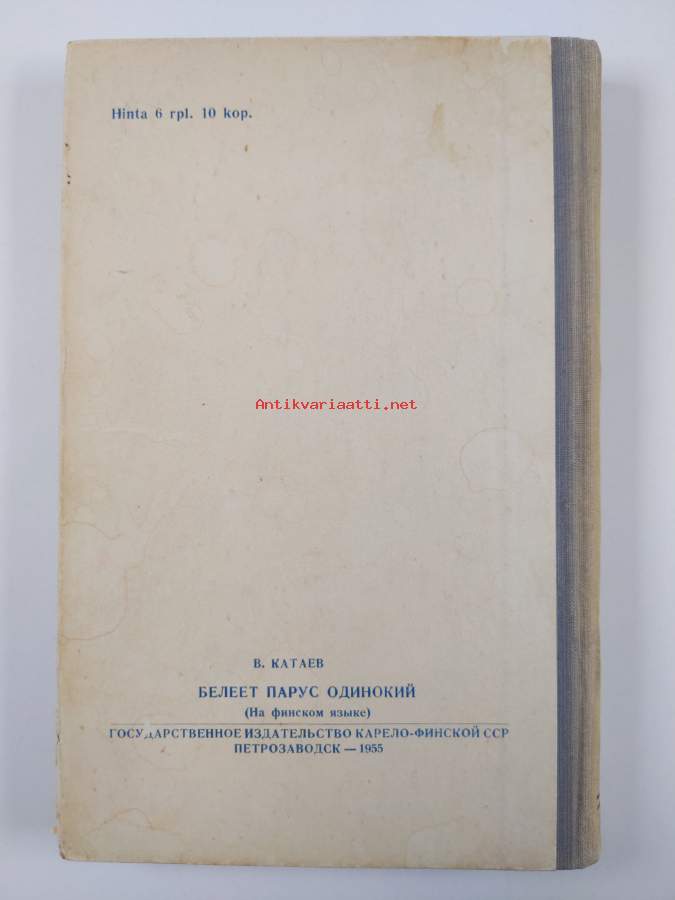 Hinta 6 rpl. 10 kop.
Antikvariaatti.net
В. КАТАЕВ
БЕЛЕЕТ ПАРУС ОДИНОКИЙ
(На финском языке)
ГОСУДАРСТВЕННОЕ ИЗДАТЕЛЬСТВО КАРЕЛО-ФИНСКОЙ ССР
ПЕТРОЗАВОДСК — 1955